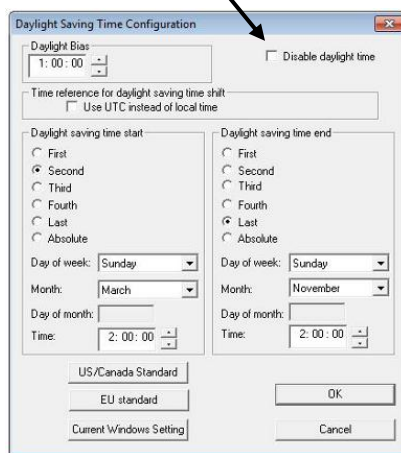 Daylight Saving Time Configuration
Daylight Bias
1: 00: 00
Disable daylight time
Time reference for daylight saving time shift
Use UTC instead of local time
Daylight saving time start
First
Second
Third
Fourth
Last
Absolute
Day of week: Sunday
Month: March
Day of month:
Time: 2: 00: 00
Daylight saving time end
First
Second
Third
Fourth
Last
Absolute
Day of week: Sunday
Month: November
Day of month:
Time: 2: 00: 00
US/Canada Standard
EU standard
Current Windows Setting
OK
Cancel